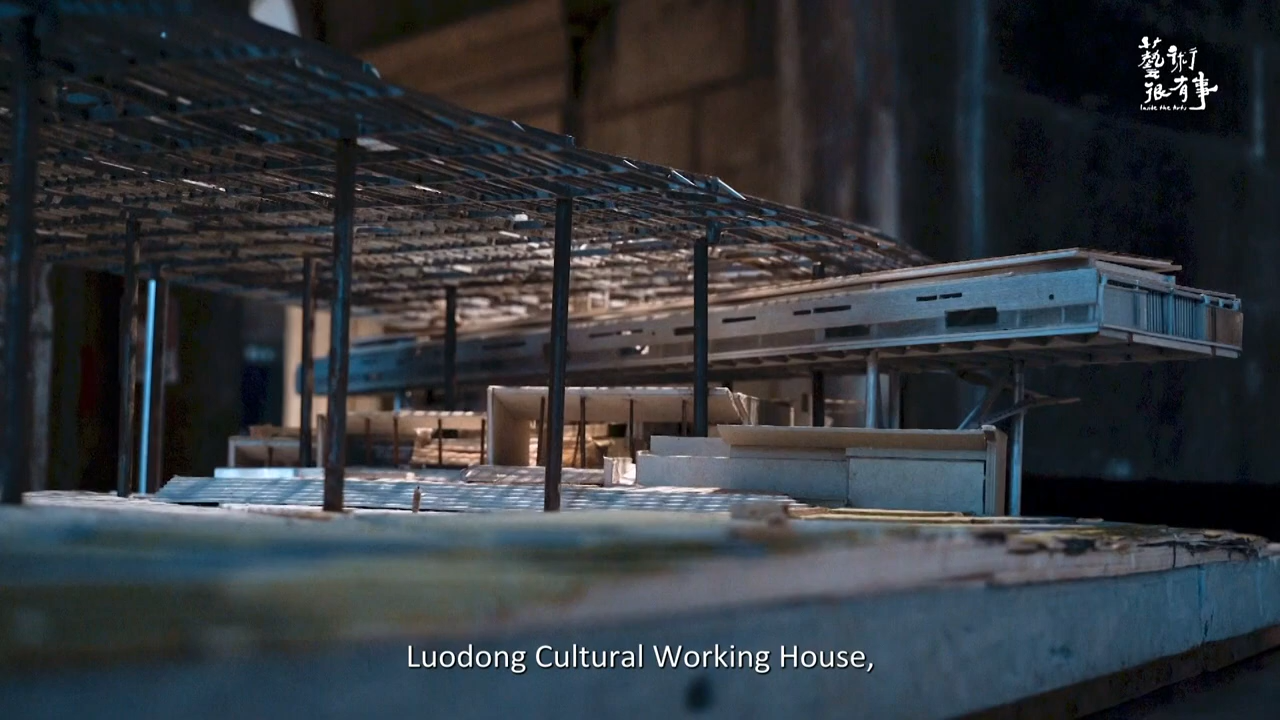 藝術
很有事
Inside the Arts
Luodong Cultural Working House,